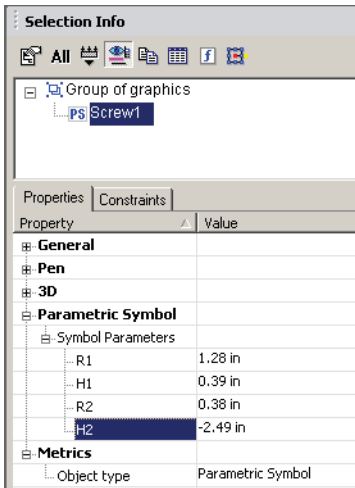 Selection Info
All
Group of graphics
PS Screw1
Properties Constraints
Property Value
General
Pen
3D
Parametric Symbol
Symbol Parameters
R1 1.28 in
H1 0.39 in
R2 0.38 in
H2 -2.49 in
Metrics
Object type Parametric Symbol